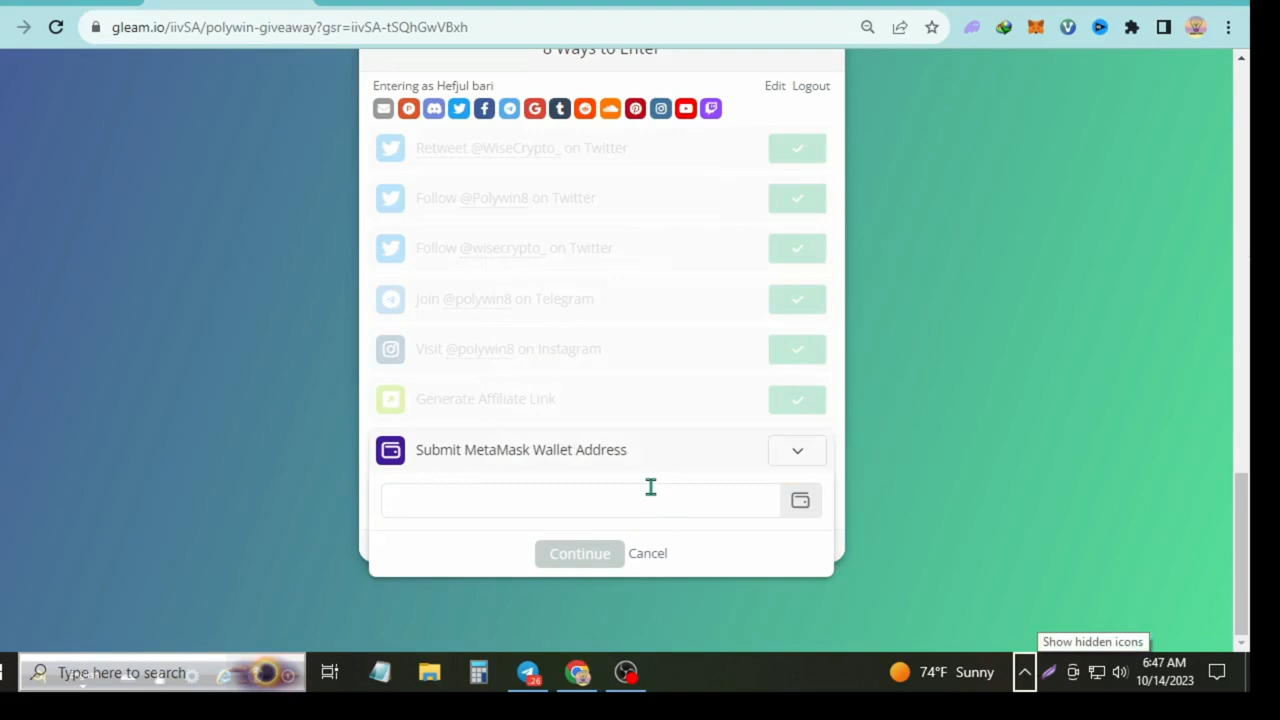 gleam.io/iivSA/polywin-giveaway?gsr=iivSA-tSQhGwVBxh
8 Ways to Enter
Entering as Hefjul bari
Edit Logout
Retweet @WiseCrypto_ on Twitter
Follow @Polywin8 on Twitter
Follow @wisecrypto_ on Twitter
Join @polywin8 on Telegram
Visit @polywin8 on Instagram
Generate Affiliate Link
Submit MetaMask Wallet Address
Continue Cancel
Show hidden icons
Type here to search
26
74°F Sunny
6:47 AM
10/14/2023